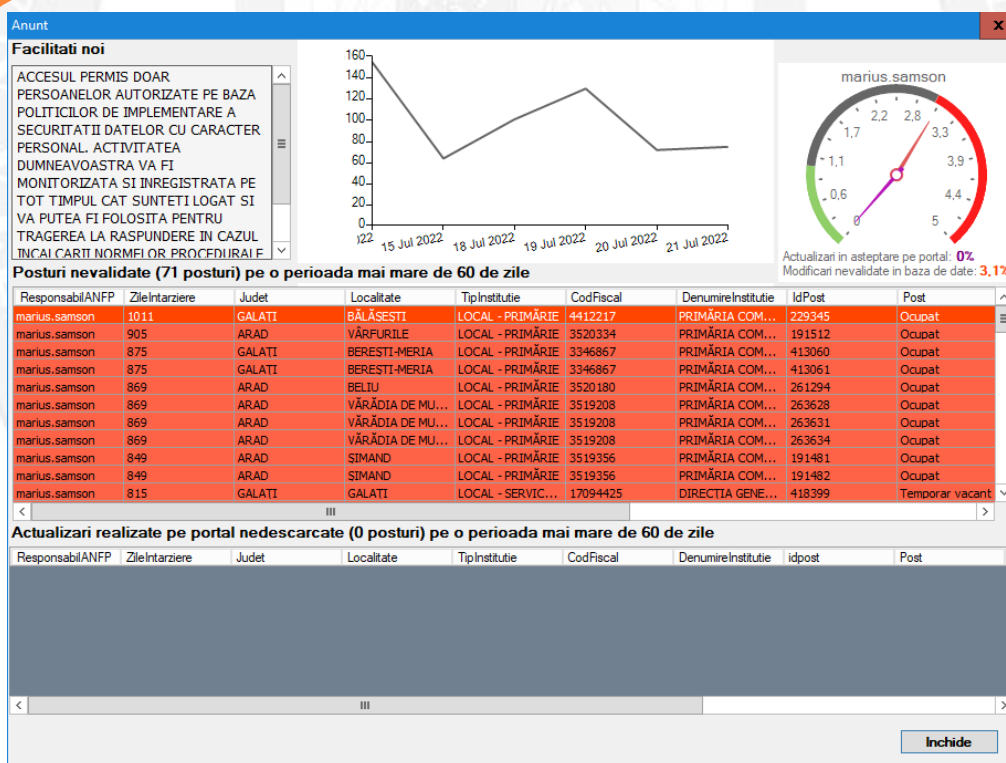 Anunt
x
Facilitati noi
ACCESUL PERMIS DOAR
PERSOANELOR AUTORIZATE PE BAZA
POLITICILOR DE IMPLEMENTARE A
SECURITATII DATELOR CU CARACTER
PERSONAL. ACTIVITATEA
DUMNEAVOASTRA VA FI
MONITORIZATA SI INREGISTRATA PE
TOT TIMPUL CAT SUNTETI LOGAT SI
VA PUTEA FI FOLOSITA PENTRU
TRAGEREA LA RASPUNDERE IN CAZUL
INCALCARII NORMELOR PROCEDURALE
160
140
120
100
80
60
40
20
0
022 15 Jul 2022 18 Jul 2022 19 Jul 2022 20 Jul 2022 21 Jul 2022
marius.samson
0 0,6 1,1 1,7 2,2 2,8 3,3 3,9 4,4 5
Actualizari in asteptare pe portal: 0%
Modificari nevalidate in baza de date: 3,1%
Posturi nevalidate (71 posturi) pe o perioada mai mare de 60 de zile
ResponsabilANFP ZileIntarziere Judet Localitate TipInstitutie CodFiscal DenumireInstitutie IdPost Post
marius.samson 1011 GALAȚI BĂLĂȘEȘTI LOCAL - PRIMĂRIE 4412217 PRIMĂRIA COM... 229345 Ocupat
marius.samson 905 ARAD VÂRFURILE LOCAL - PRIMĂRIE 3520334 PRIMĂRIA COM... 191512 Ocupat
marius.samson 875 GALAȚI BEREȘTI-MERIA LOCAL - PRIMĂRIE 3346867 PRIMĂRIA COM... 413060 Ocupat
marius.samson 875 GALAȚI BEREȘTI-MERIA LOCAL - PRIMĂRIE 3346867 PRIMĂRIA COM... 413061 Ocupat
marius.samson 869 ARAD BELIU LOCAL - PRIMĂRIE 3520180 PRIMĂRIA COM... 261294 Ocupat
marius.samson 869 ARAD VĂRĂDIA DE MU... LOCAL - PRIMĂRIE 3519208 PRIMĂRIA COM... 263628 Ocupat
marius.samson 869 ARAD VĂRĂDIA DE MU... LOCAL - PRIMĂRIE 3519208 PRIMĂRIA COM... 263631 Ocupat
marius.samson 869 ARAD VĂRĂDIA DE MU... LOCAL - PRIMĂRIE 3519208 PRIMĂRIA COM... 263634 Ocupat
marius.samson 849 ARAD ȘIMAND LOCAL - PRIMĂRIE 3519356 PRIMĂRIA COM... 191481 Ocupat
marius.samson 849 ARAD ȘIMAND LOCAL - PRIMĂRIE 3519356 PRIMĂRIA COM... 191482 Ocupat
marius.samson 815 GALAȚI GALAȚI LOCAL - SERVIC... 17094425 DIRECȚIA GENE... 418399 Temporar vacant
Actualizari realizate pe portal nedescarcate (0 posturi) pe o perioada mai mare de 60 de zile
ResponsabilANFP ZileIntarziere Judet Localitate TipInstitutie CodFiscal DenumireInstitutie idpost Post
Inchide